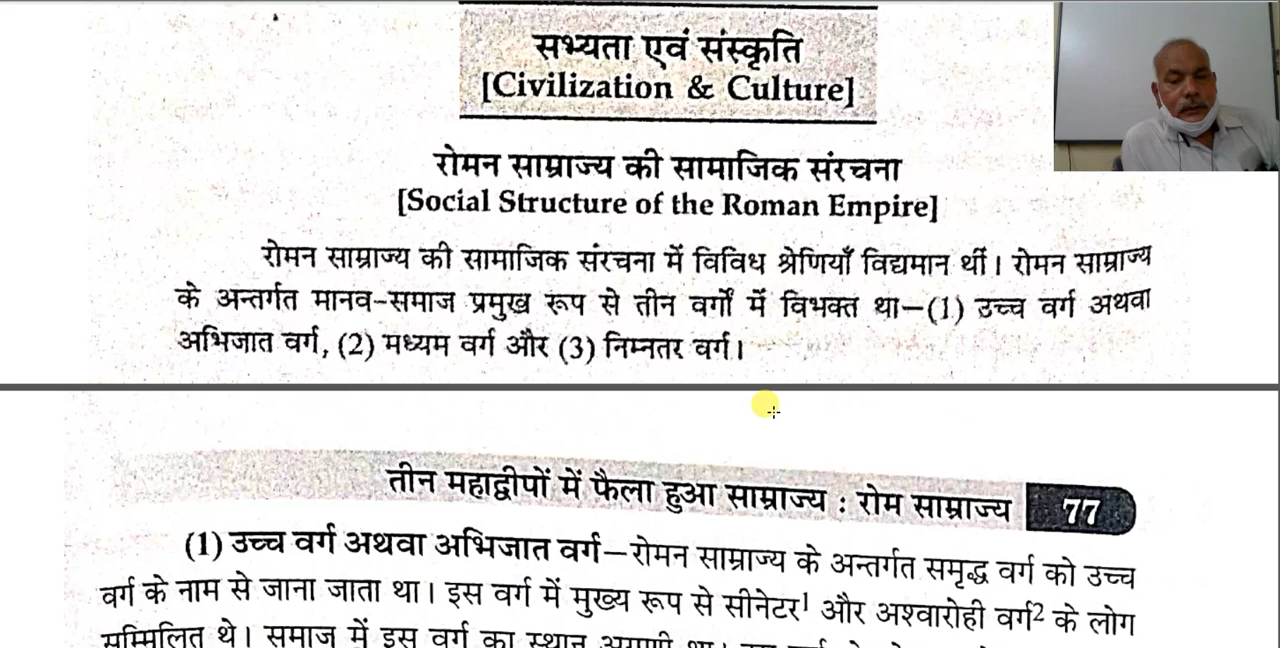 सभ्यता एवं संस्कृति
[Civilization & Culture]
रोमन साम्राज्य की सामाजिक संरचना
[Social Structure of the Roman Empire]
रोमन साम्राज्य की सामाजिक संरचना में विविध श्रेणियाँ विद्यमान थीं। रोमन साम्राज्य
के अन्तर्गत मानव-समाज प्रमुख रूप से तीन वर्गों में विभक्त था—(1) उच्च वर्ग अथवा
अभिजात वर्ग, (2) मध्यम वर्ग और (3) निम्नतर वर्ग।
तीन महाद्वीपों में फैला हुआ साम्राज्य : रोम साम्राज्य 77
(1) उच्च वर्ग अथवा अभिजात वर्ग—रोमन साम्राज्य के अन्तर्गत समृद्ध वर्ग को उच्च
वर्ग के नाम से जाना जाता था। इस वर्ग में मुख्य रूप से सीनेटर¹ और अश्वारोही वर्ग² के लोग
सम्मिलित थे। समाज में इस वर्ग का स्थान अग्रणी था।